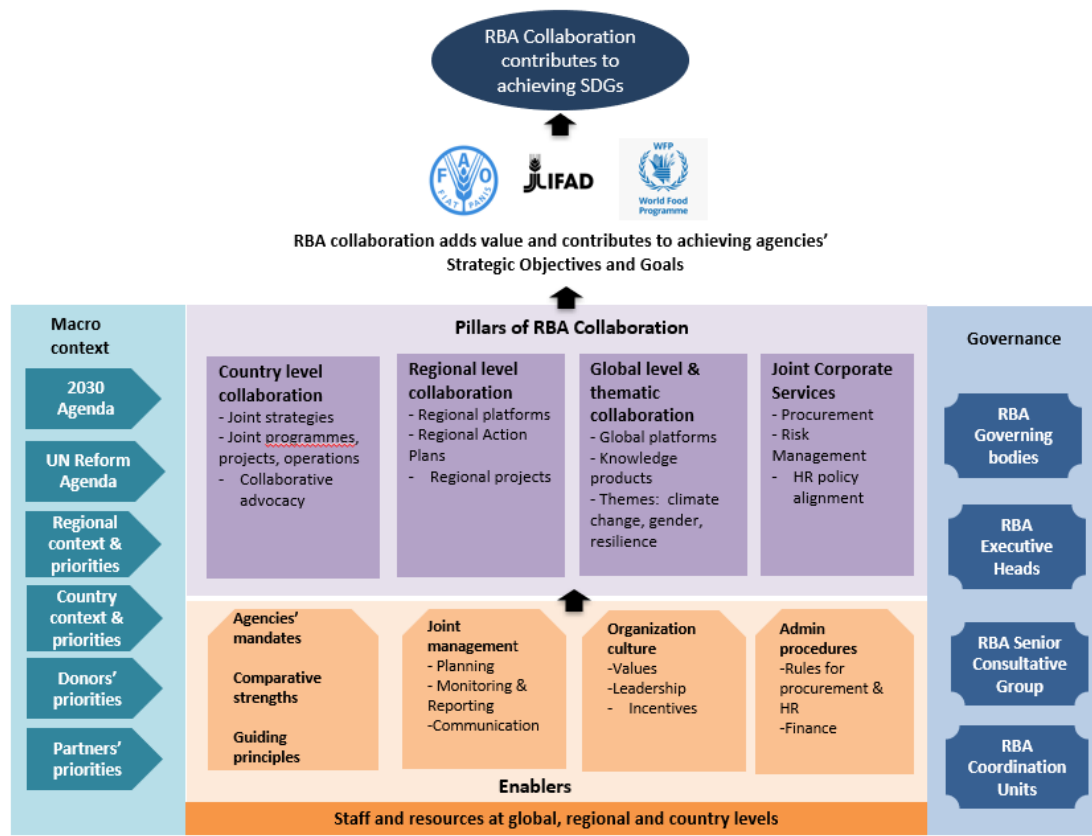 RBA Collaboration
contributes to
achieving SDGs
FAO
FIAT PANIS
JLIFAD
WFP
World Food
Programme
RBA collaboration adds value and contributes to achieving agencies’
Strategic Objectives and Goals
Macro
context
2030
Agenda
UN Reform
Agenda
Regional
context &
priorities
Country
context &
priorities
Donors’
priorities
Partners’
priorities
Pillars of RBA Collaboration
Country level
collaboration
- Joint strategies
- Joint programmes,
projects, operations
- Collaborative
advocacy
Regional level
collaboration
- Regional platforms
- Regional Action
Plans
- Regional projects
Global level &
thematic
collaboration
- Global platforms
- Knowledge
products
- Themes: climate
change, gender,
resilience
Joint Corporate
Services
- Procurement
- Risk
Management
- HR policy
alignment
Agencies’
mandates
Comparative
strengths
Guiding
principles
Joint
management
- Planning
- Monitoring &
Reporting
-Communication
Organization
culture
-Values
-Leadership
- Incentives
Admin
procedures
-Rules for
procurement &
HR
-Finance
Enablers
Staff and resources at global, regional and country levels
Governance
RBA
Governing
bodies
RBA
Executive
Heads
RBA Senior
Consultative
Group
RBA
Coordination
Units